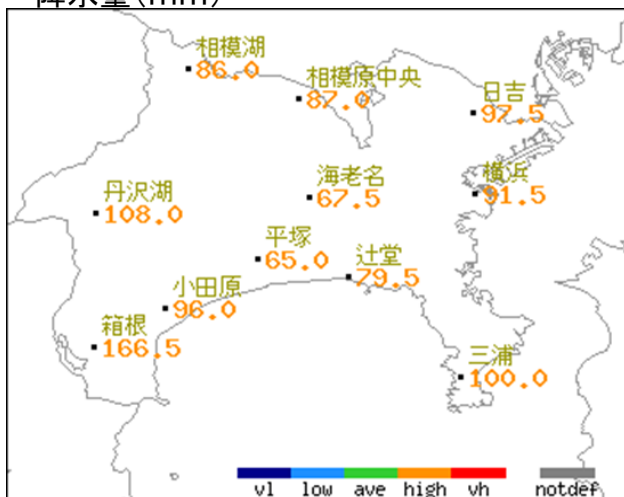 降水量(mm)
相模湖
86.0
相模原中央
87.0
日吉
97.5
海老名
67.5
横浜
91.5
丹沢湖
108.0
平塚
65.0
辻堂
79.5
小田原
96.0
箱根
166.5
三浦
100.0
vl low ave high vh notdef